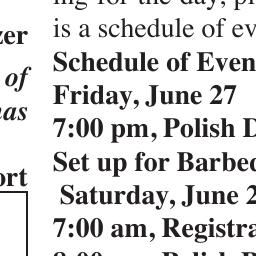 zer
of
as
ort
ing for the day, pl
is a schedule of ev
Schedule of Even
Friday, June 27
7:00 pm, Polish D
Set up for Barbec
Saturday, June 2
7:00 am, Registra